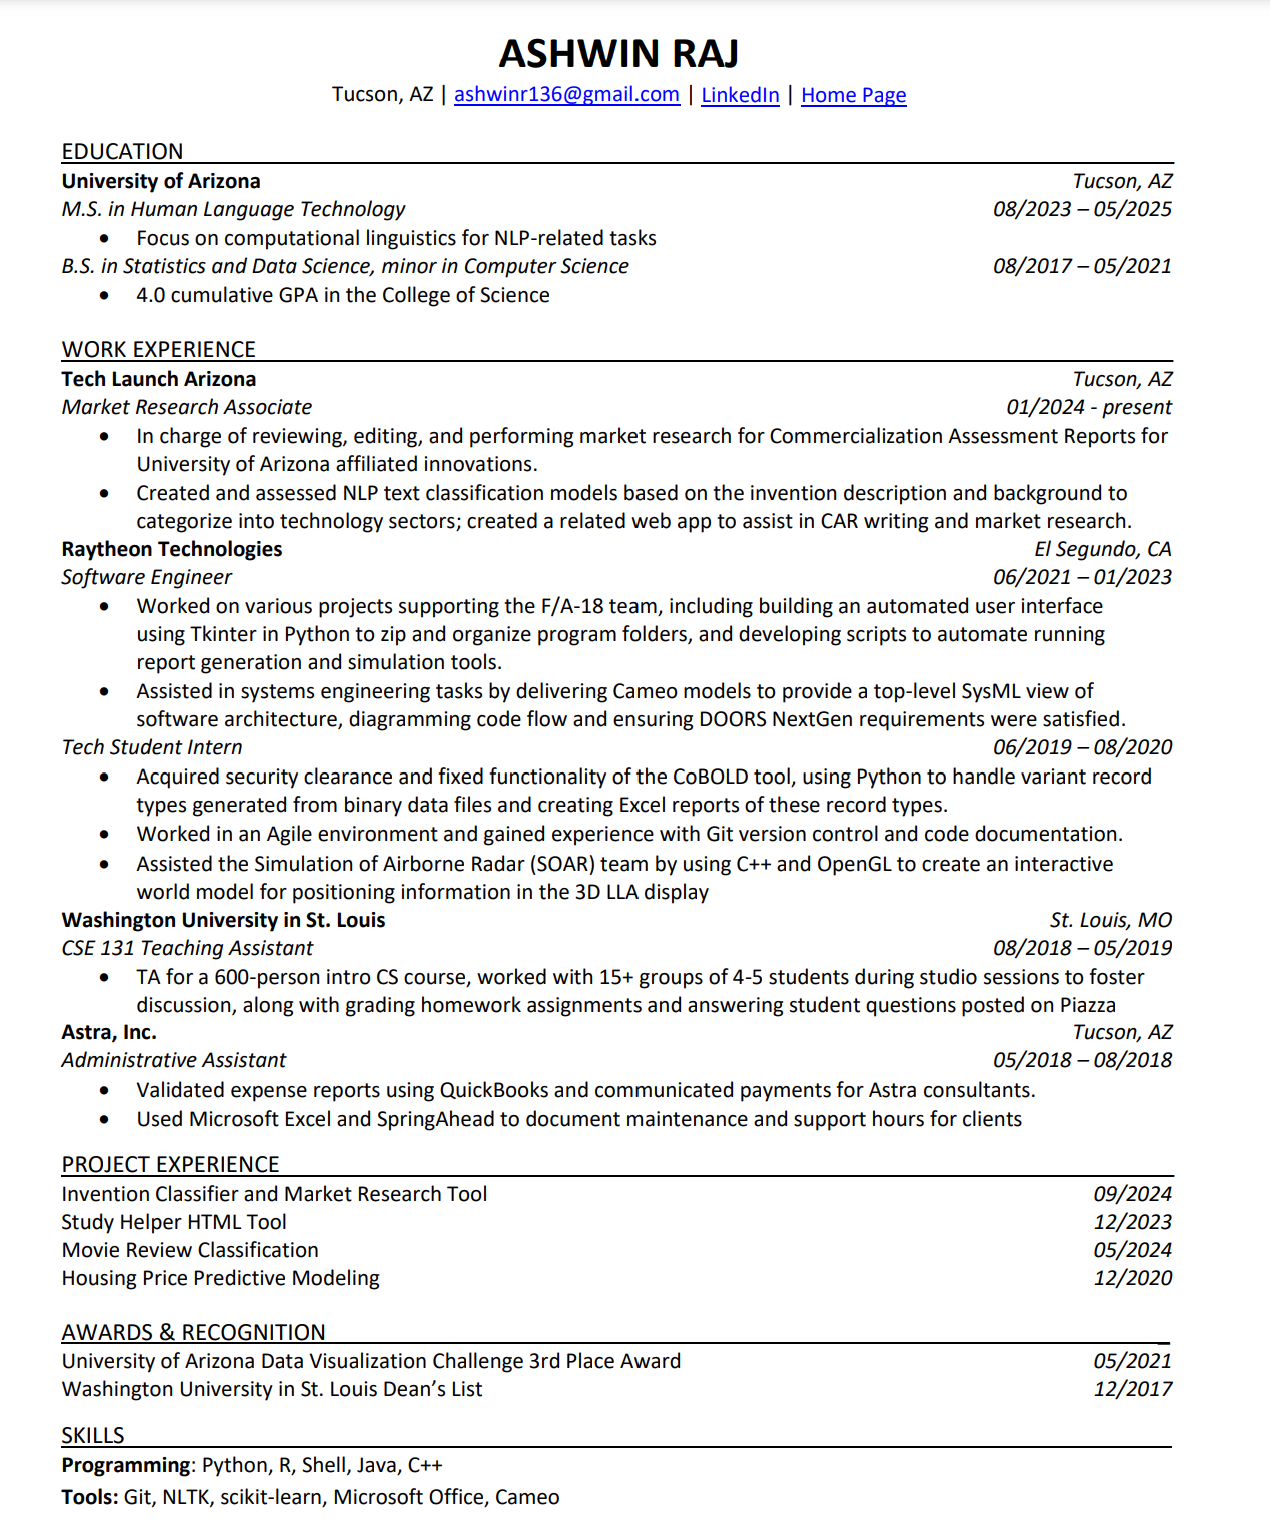 ASHWIN RAJ
Tucson, AZ | ashwinr136@gmail.com | LinkedIn | Home Page
EDUCATION
University of Arizona Tucson, AZ
M.S. in Human Language Technology 08/2023 – 05/2025
• Focus on computational linguistics for NLP-related tasks
B.S. in Statistics and Data Science, minor in Computer Science 08/2017 – 05/2021
• 4.0 cumulative GPA in the College of Science
WORK EXPERIENCE
Tech Launch Arizona Tucson, AZ
Market Research Associate 01/2024 - present
• In charge of reviewing, editing, and performing market research for Commercialization Assessment Reports for
University of Arizona affiliated innovations.
• Created and assessed NLP text classification models based on the invention description and background to
categorize into technology sectors; created a related web app to assist in CAR writing and market research.
Raytheon Technologies El Segundo, CA
Software Engineer 06/2021 – 01/2023
• Worked on various projects supporting the F/A-18 team, including building an automated user interface
using Tkinter in Python to zip and organize program folders, and developing scripts to automate running
report generation and simulation tools.
• Assisted in systems engineering tasks by delivering Cameo models to provide a top-level SysML view of
software architecture, diagramming code flow and ensuring DOORS NextGen requirements were satisfied.
Tech Student Intern 06/2019 – 08/2020
• Acquired security clearance and fixed functionality of the CoBOLD tool, using Python to handle variant record
types generated from binary data files and creating Excel reports of these record types.
• Worked in an Agile environment and gained experience with Git version control and code documentation.
• Assisted the Simulation of Airborne Radar (SOAR) team by using C++ and OpenGL to create an interactive
world model for positioning information in the 3D LLA display
Washington University in St. Louis St. Louis, MO
CSE 131 Teaching Assistant 08/2018 – 05/2019
• TA for a 600-person intro CS course, worked with 15+ groups of 4-5 students during studio sessions to foster
discussion, along with grading homework assignments and answering student questions posted on Piazza
Astra, Inc. Tucson, AZ
Administrative Assistant 05/2018 – 08/2018
• Validated expense reports using QuickBooks and communicated payments for Astra consultants.
• Used Microsoft Excel and SpringAhead to document maintenance and support hours for clients
PROJECT EXPERIENCE
Invention Classifier and Market Research Tool 09/2024
Study Helper HTML Tool 12/2023
Movie Review Classification 05/2024
Housing Price Predictive Modeling 12/2020
AWARDS & RECOGNITION
University of Arizona Data Visualization Challenge 3rd Place Award 05/2021
Washington University in St. Louis Dean’s List 12/2017
SKILLS
Programming: Python, R, Shell, Java, C++
Tools: Git, NLTK, scikit-learn, Microsoft Office, Cameo